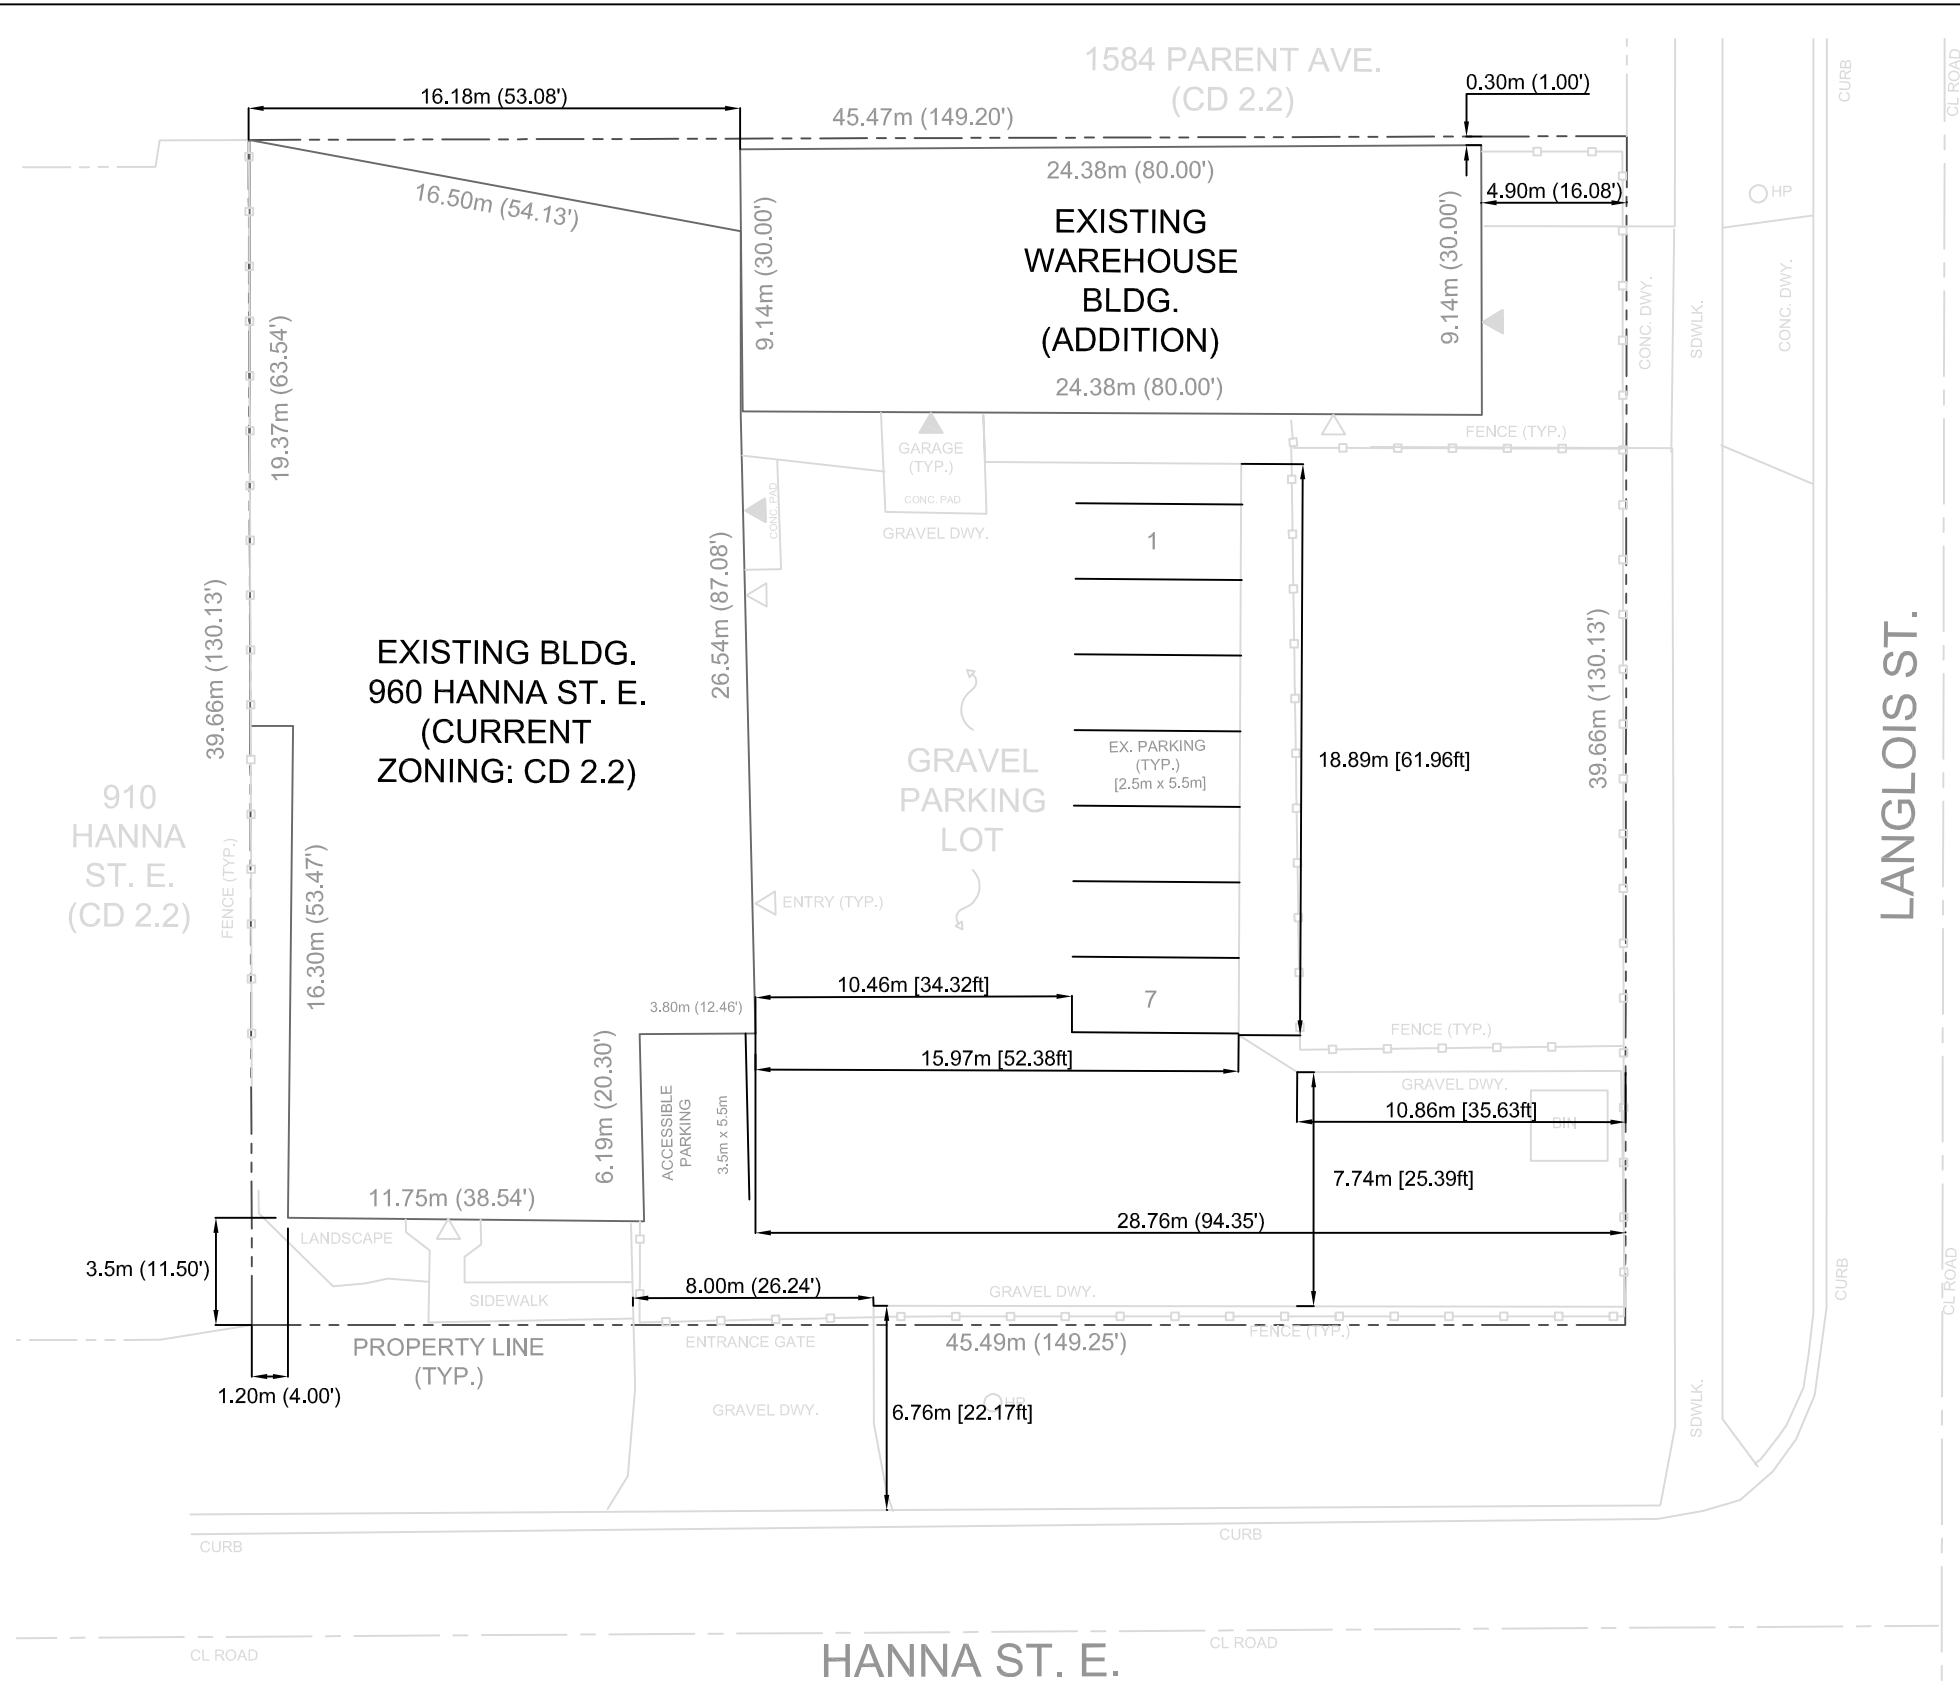 1584 PARENT AVE.
(CD 2.2)
CURB
CL ROAD
16.18m (53.08')
0.30m (1.00')
45.47m (149.20')
24.38m (80.00')
4.90m (16.08')
HP
16.50m (54.13')
9.14m (30.00')
EXISTING
WAREHOUSE
BLDG.
(ADDITION)
9.14m (30.00')
CONC. DWY.
SDWLK.
CONC. DWY.
24.38m (80.00')
19.37m (63.54')
GARAGE
(TYP.)
CONC. PAD
FENCE (TYP.)
CONC. PAD
GRAVEL DWY.
1
39.66m (130.13')
26.54m (87.08')
39.66m (130.13')
LANGLOIS ST.
EXISTING BLDG.
960 HANNA ST. E.
(CURRENT
ZONING: CD 2.2)
GRAVEL
PARKING
LOT
EX. PARKING
(TYP.)
[2.5m x 5.5m]
18.89m [61.96ft]
910
HANNA
ST. E.
(CD 2.2)
FENCE (TYP.)
16.30m (53.47')
ENTRY (TYP.)
10.46m [34.32ft]
7
3.80m (12.46')
FENCE (TYP.)
15.97m [52.38ft]
6.19m (20.30')
ACCESSIBLE
PARKING
3.5m x 5.5m
GRAVEL DWY.
10.86m [35.63ft]
BIN
7.74m [25.39ft]
11.75m (38.54')
28.76m (94.35')
LANDSCAPE
3.5m (11.50')
8.00m (26.24')
GRAVEL DWY.
SIDEWALK
CURB
CL ROAD
PROPERTY LINE
(TYP.)
ENTRANCE GATE
45.49m (149.25')
FENCE (TYP.)
1.20m (4.00')
GRAVEL DWY.
HP
6.76m [22.17ft]
SDWLK.
CURB
CURB
CL ROAD
HANNA ST. E.
CL ROAD